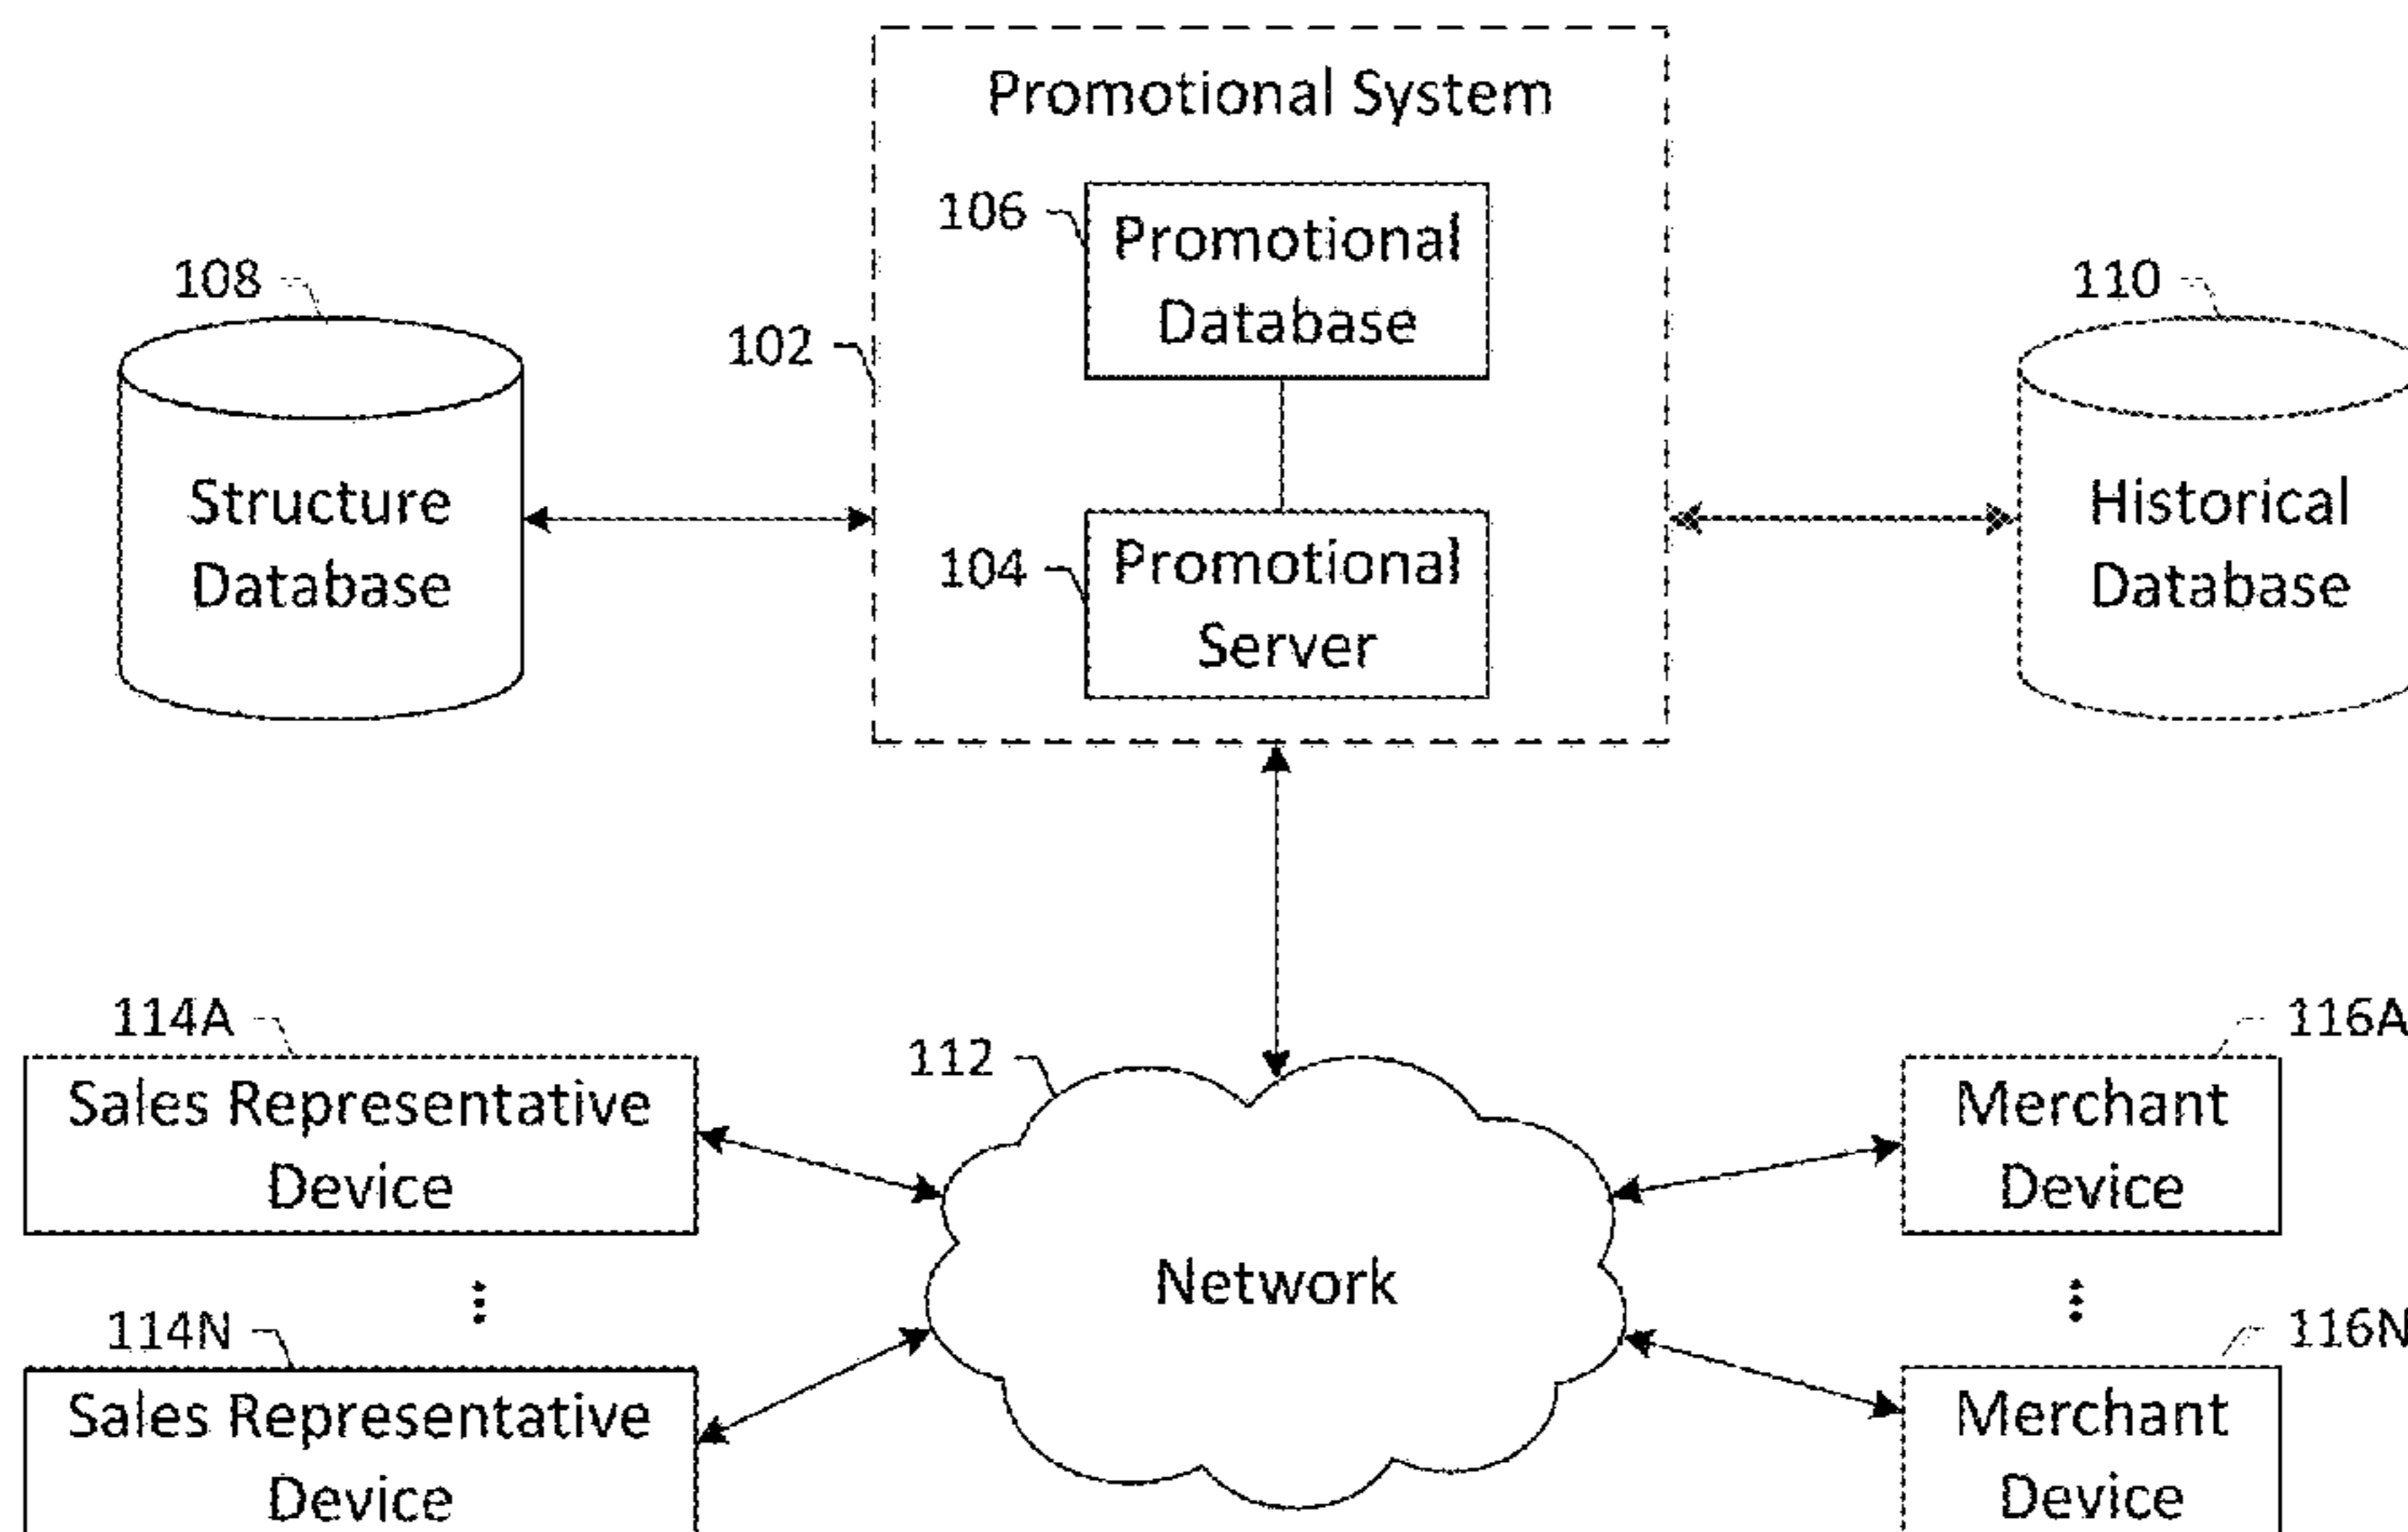 Promotional System
106
Promotional
Database
108
110
102
Structure
Database
Historical
Database
104
Promotional
Server
114A
116A
112
Sales Representative
Device
Merchant
Device
Network
114N
116N
Sales Representative
Device
Merchant
Device